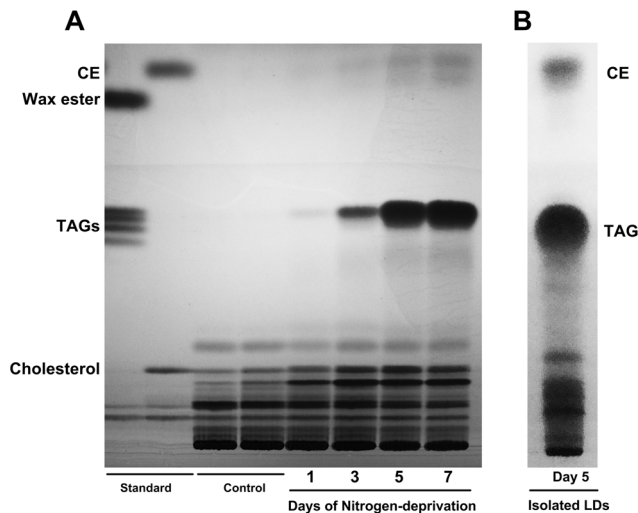 A
B
CE
Wax ester
TAGs
Cholesterol
CE
TAG
1 3 5 7
Standard
Control
Days of Nitrogen-deprivation
Day 5
Isolated LDs